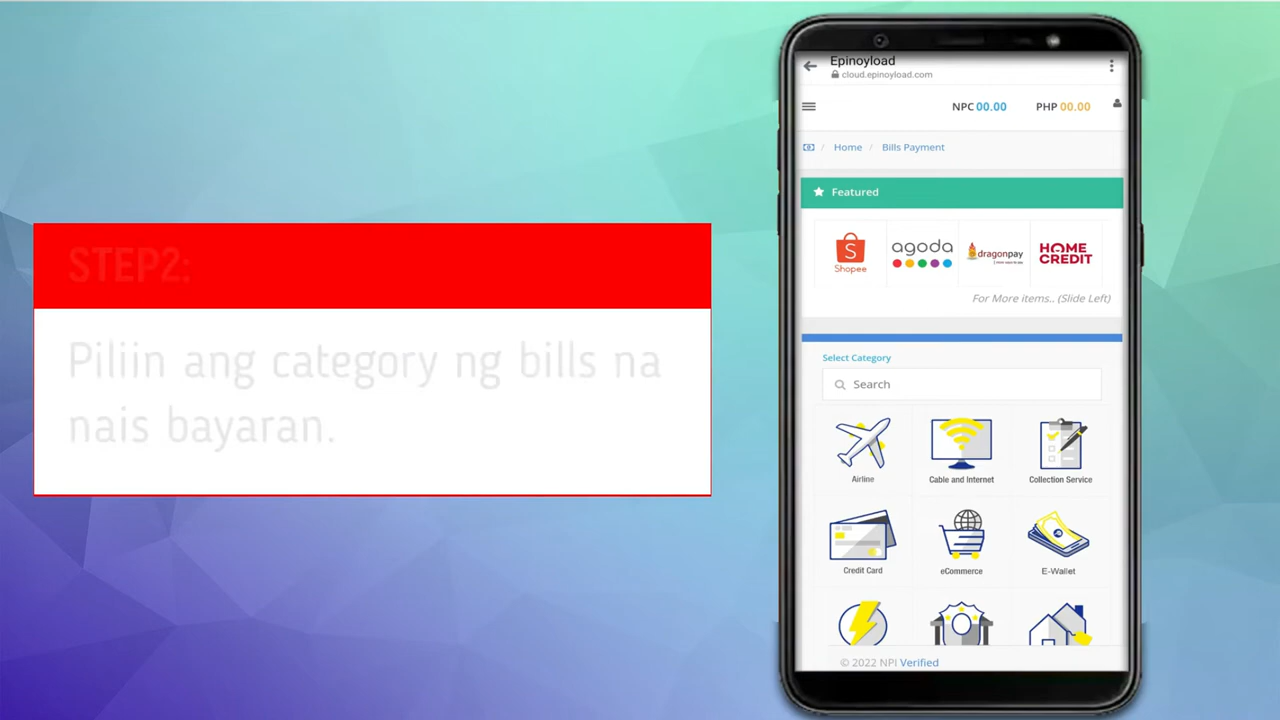 STEP2:
Piliin ang category ng bills na
nais bayaran.
Epinoyload
cloud.epinoyload.com
NPC 00.00 PHP 00.00
/ Home / Bills Payment
Featured
Shopee
agoda
dragonpay
HOME
CREDIT
For More items.. (Slide Left)
Select Category
Search
Airline Cable and Internet Collection Service
Credit Card eCommerce E-Wallet
© 2022 NPI Verified